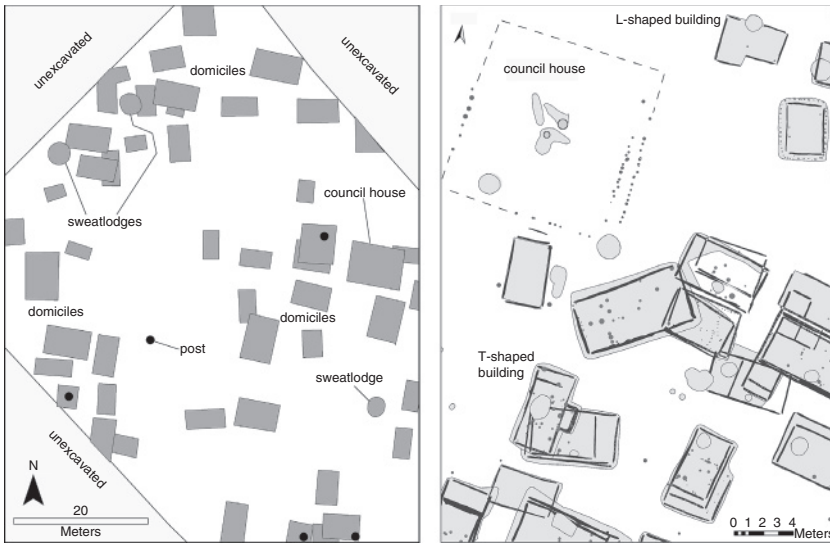 unexcavated
domiciles
unexcavated
council house
sweatlodges
domiciles
domiciles
post
sweatlodge
unexcavated
N
20
Meters
L-shaped building
council house
T-shaped
building
0 1 2 3 4
Meters